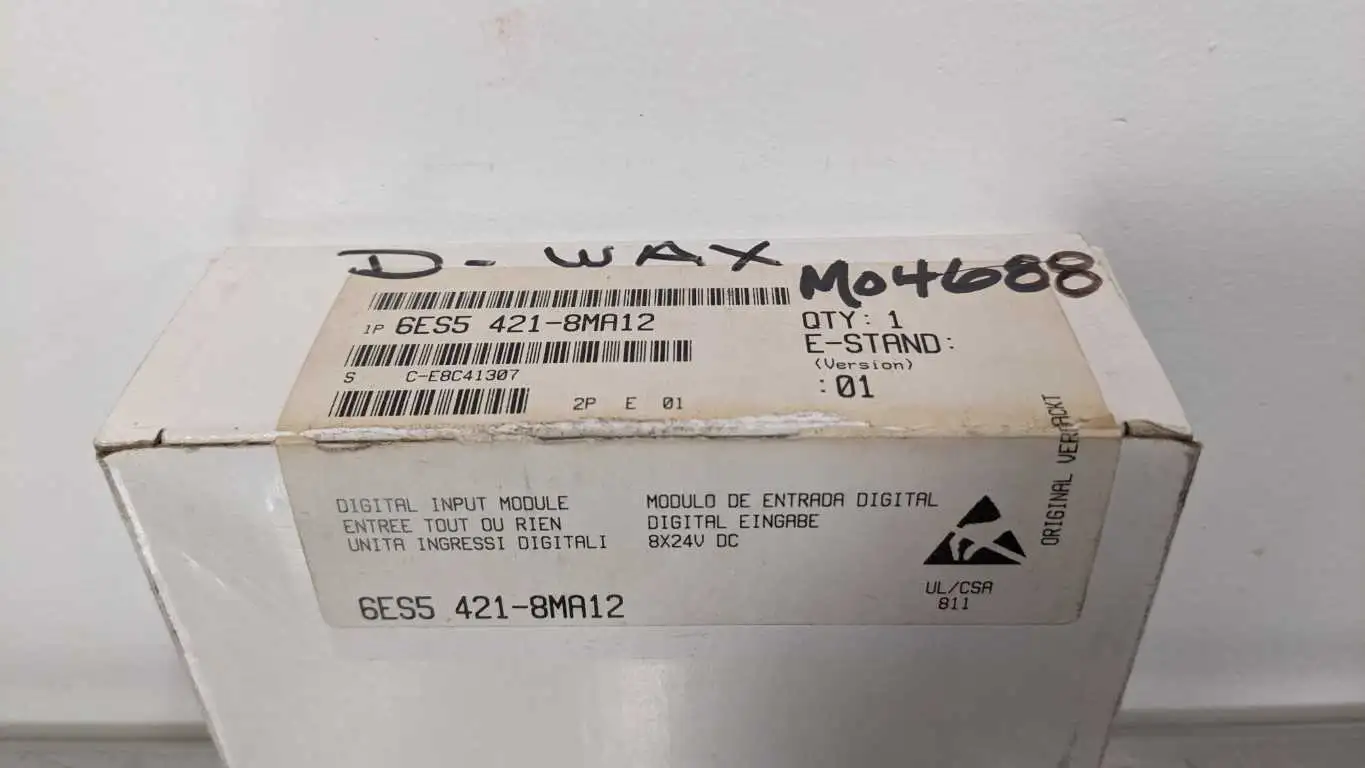 D-WAX
M04688
1P 6ES5 421-8MA12
S C-E8C41307
2P E 01
QTY: 1
E-STAND:
(Version)
:01
DIGITAL INPUT MODULE
ENTREE TOUT OU RIEN
UNITA INGRESSI DIGITALI
MODULO DE ENTRADA DIGITAL
DIGITAL EINGABE
8X24V DC
6ES5 421-8MA12
UL/CSA
811
ORIGINAL VERPACKT